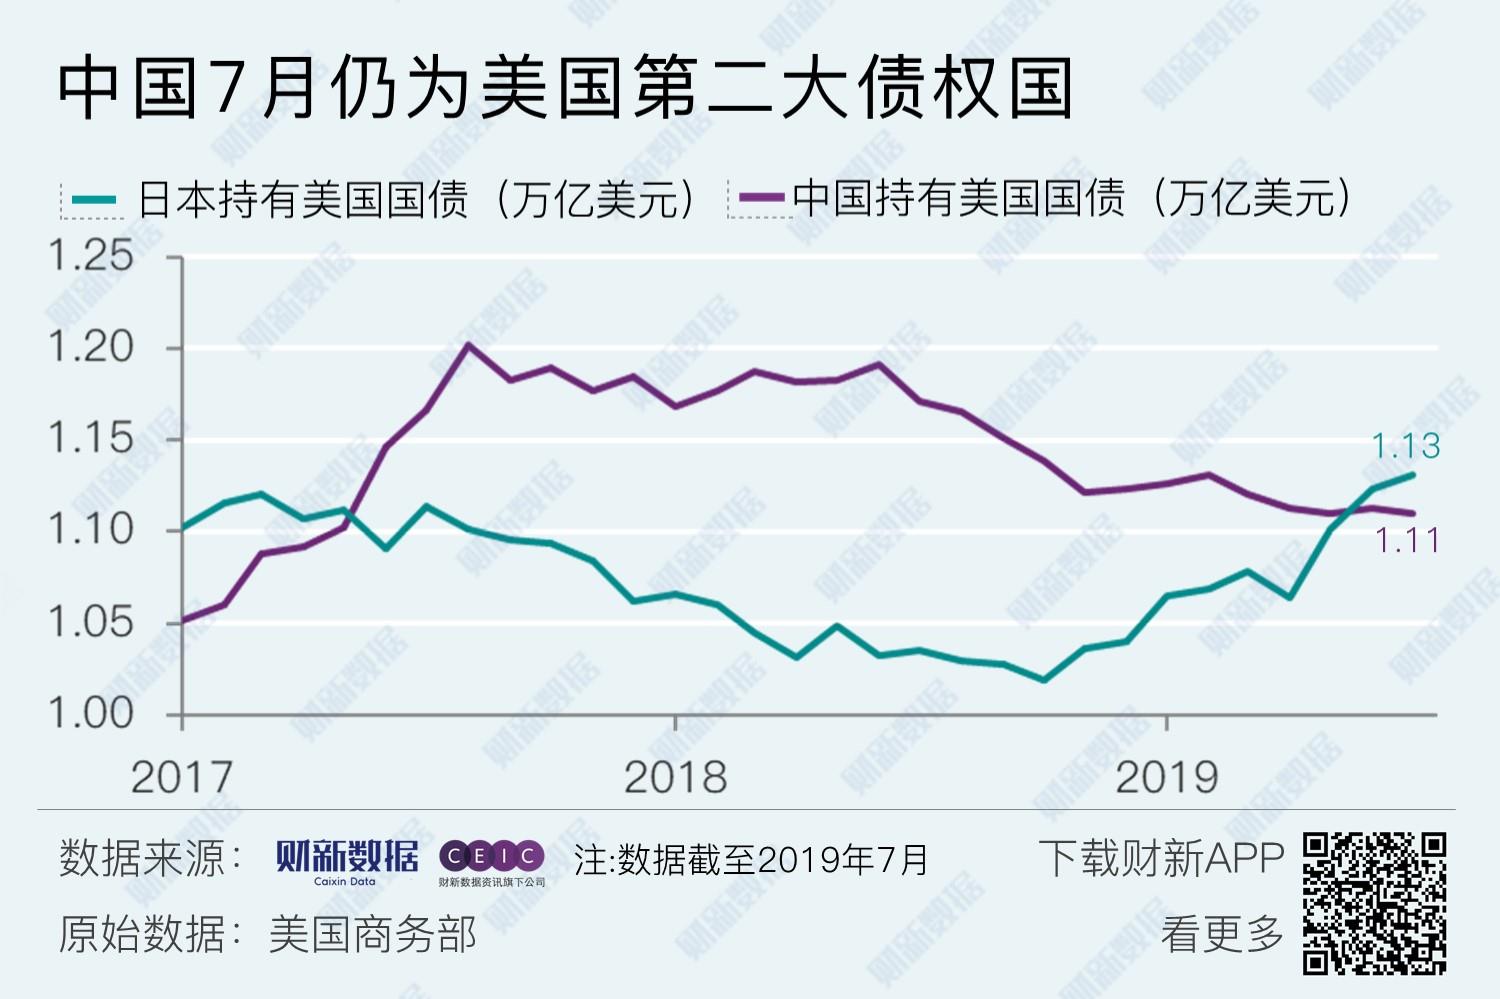 中国7月仍为美国第二大债权国
日本持有美国国债（万亿美元） 中国持有美国国债（万亿美元）
1.25
1.20
1.15
1.10
1.05
1.00
1.13
1.11
2017 2018 2019
数据来源： 财新数据 Caixin Data CEIC 财新数据资讯旗下公司 注:数据截至2019年7月
下载财新APP
原始数据：美国商务部
看更多
财新数据